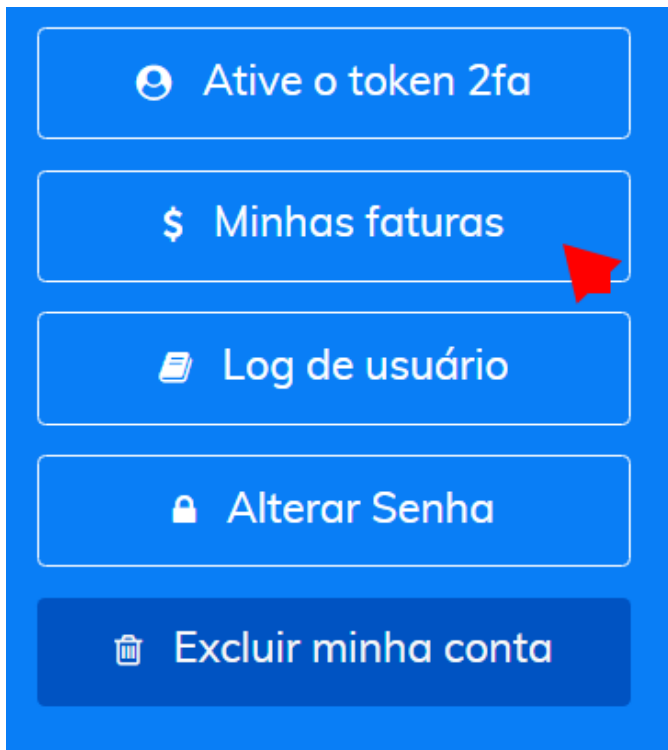 Ative o token 2fa
$ Minhas faturas
Log de usuário
Alterar Senha
Excluir minha conta